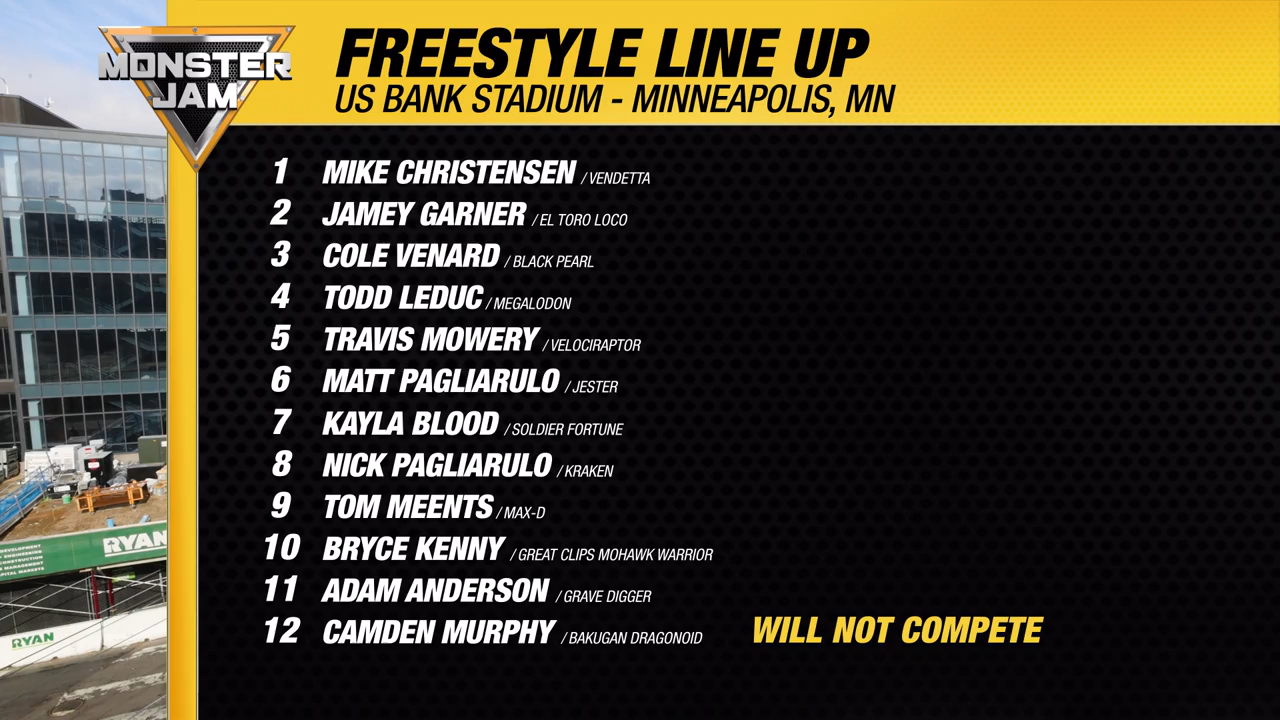 MONSTER
JAM
FREESTYLE LINE UP
US BANK STADIUM - MINNEAPOLIS, MN
1 MIKE CHRISTENSEN / VENDETTA
2 JAMEY GARNER / EL TORO LOCO
3 COLE VENARD / BLACK PEARL
4 TODD LEDUC / MEGALODON
5 TRAVIS MOWERY / VELOCIRAPTOR
6 MATT PAGLIARULO / JESTER
7 KAYLA BLOOD / SOLDIER FORTUNE
8 NICK PAGLIARULO / KRAKEN
9 TOM MEENTS / MAX-D
10 BRYCE KENNY / GREAT CLIPS MOHAWK WARRIOR
11 ADAM ANDERSON / GRAVE DIGGER
12 CAMDEN MURPHY / BAKUGAN DRAGONOID WILL NOT COMPETE
RYAN
RYAN